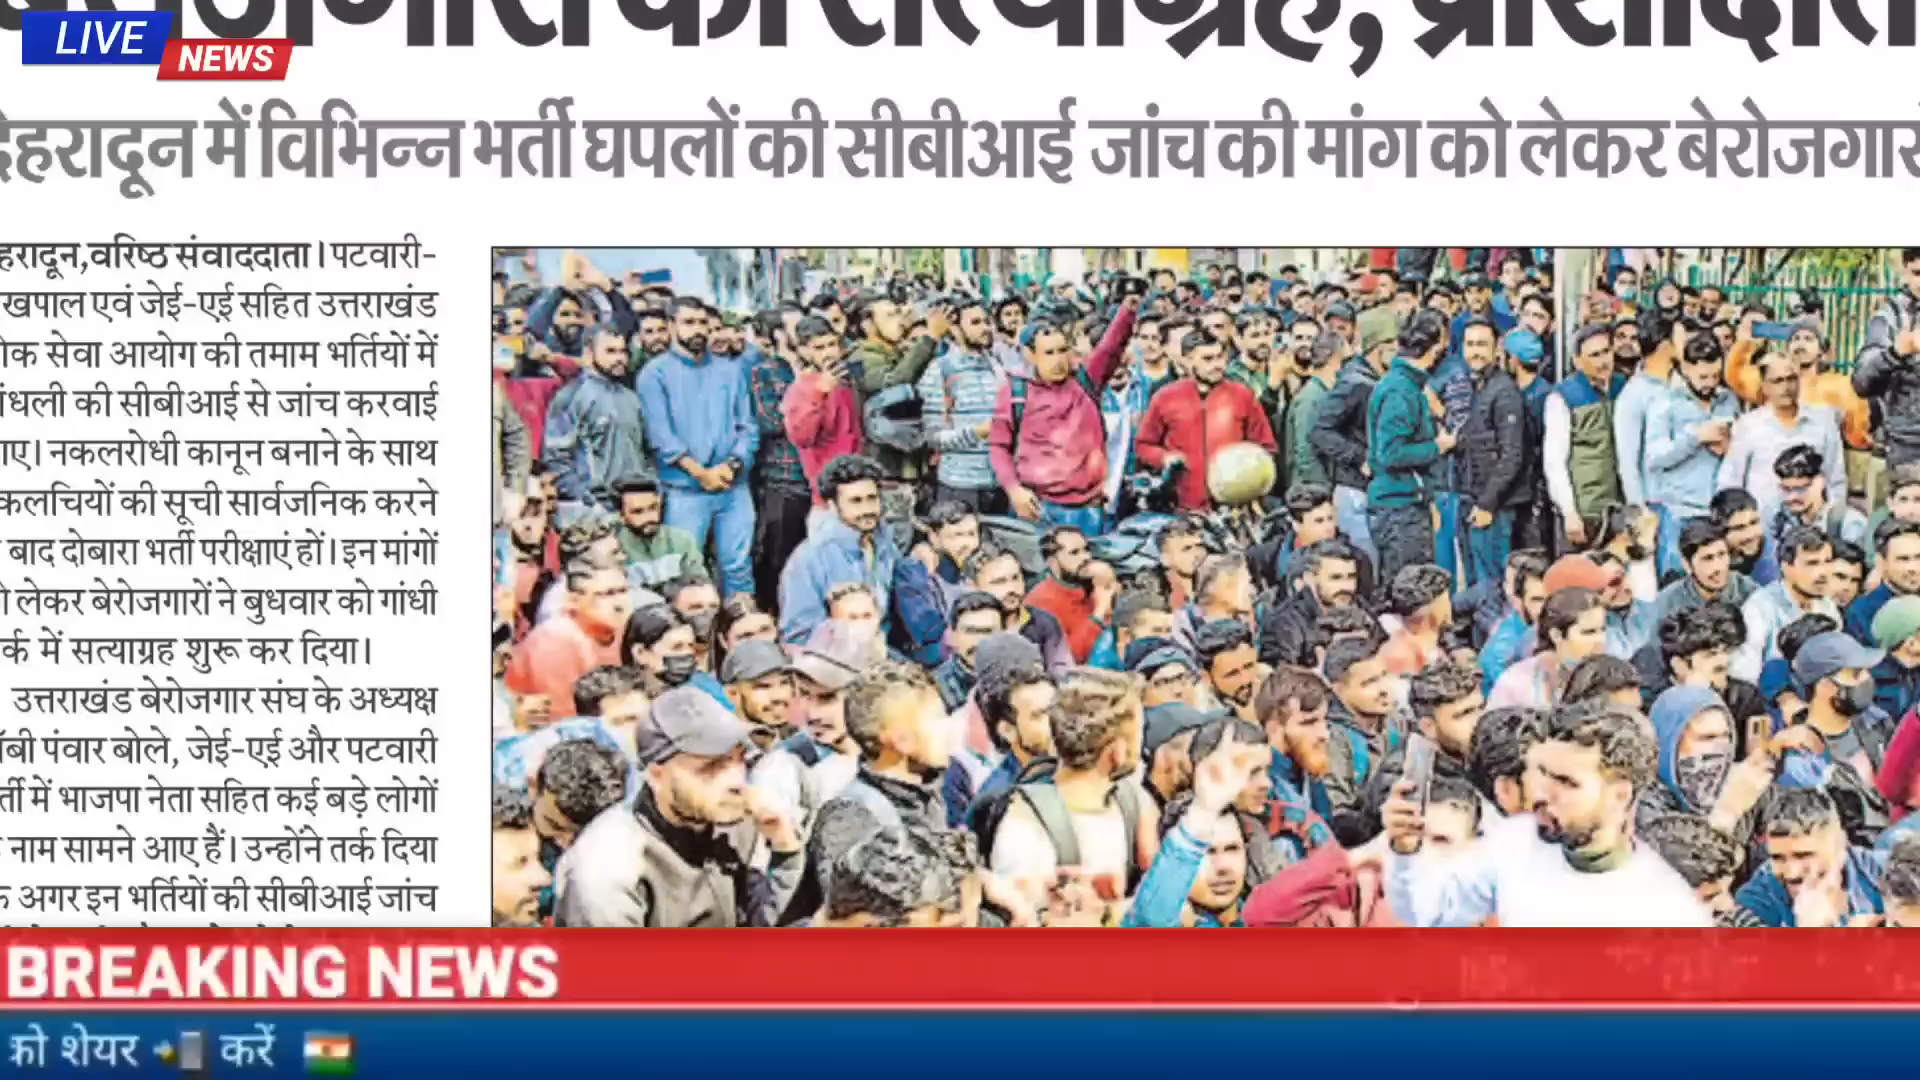 LIVE
NEWS
सत्याग्रह,
देहरादून में विभिन्न भर्ती घपलों की सीबीआई जांच की मांग को लेकर बेरोजगार
हरादून,वरिष्ठ संवाददाता। पटवारी-
खपाल एवं जेई-एई सहित उत्तराखंड
ोक सेवा आयोग की तमाम भर्तियों में
ांधली की सीबीआई से जांच करवाई
ाए। नकलरोधी कानून बनाने के साथ
कलचियों की सूची सार्वजनिक करने
बाद दोबारा भर्ती परीक्षाएं हों। इन मांगों
ो लेकर बेरोजगारों ने बुधवार को गांधी
र्क में सत्याग्रह शुरू कर दिया।
उत्तराखंड बेरोजगार संघ के अध्यक्ष
ॉबी पंवार बोले, जेई-एई और पटवारी
र्ती में भाजपा नेता सहित कई बड़े लोगों
नाम सामने आए हैं। उन्होंने तर्क दिया
अगर इन भर्तियों की सीबीआई जांच
BREAKING NEWS
को शेयर 📲 करें 🇮🇳